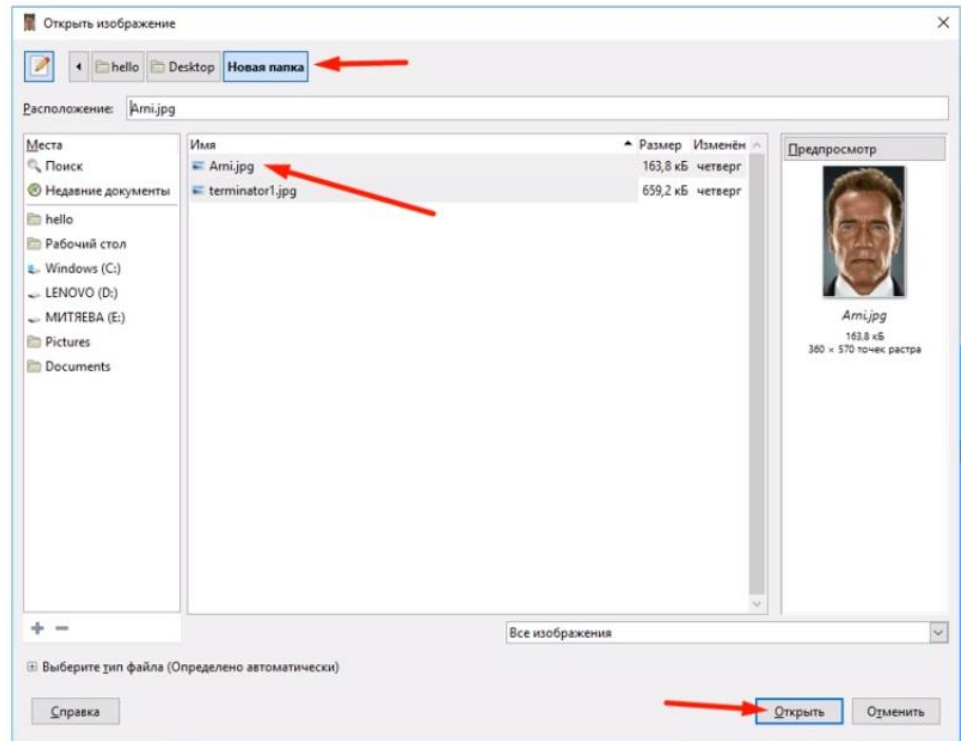 Открыть изображение
hello Desktop Новая папка
Расположение: Arni.jpg
Места
Поиск
Недавние документы
hello
Рабочий стол
Windows (C:)
LENOVO (D:)
МИТЯЕВА (E:)
Pictures
Documents
Имя Размер Изменён
Arni.jpg 163,8 кБ четверг
terminator1.jpg 659,2 кБ четверг
Предпросмотр
Arni.jpg
163,8 кБ
360 × 570 точек растра
Все изображения
Выберите тип файла (Определено автоматически)
Справка Открыть Отменить